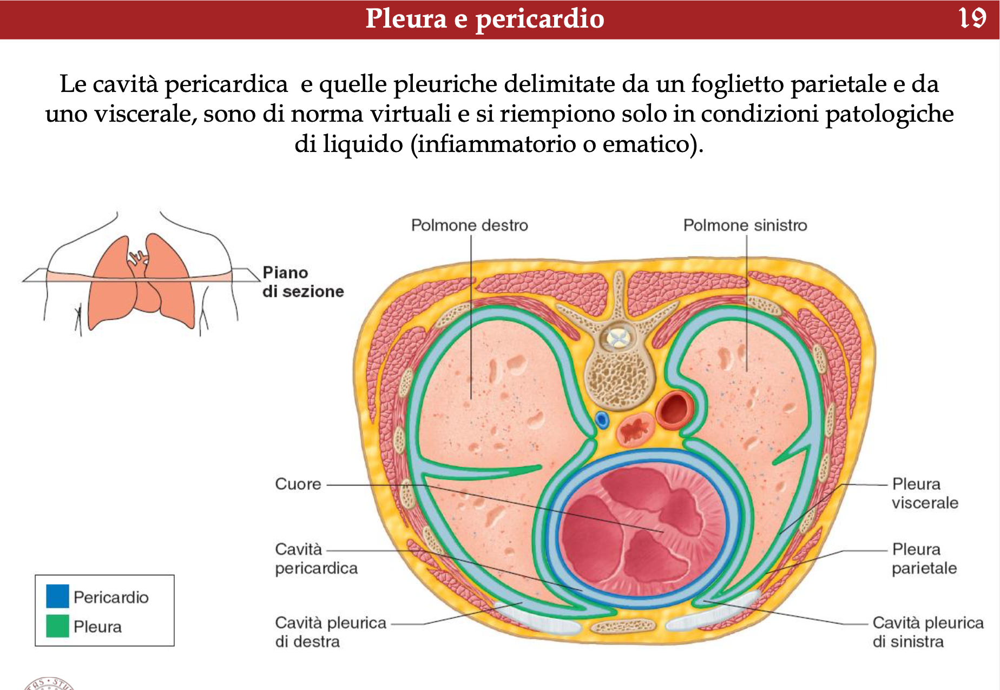 Pleura e pericardio
19
Le cavità pericardica e quelle pleuriche delimitate da un foglietto parietale e da
uno viscerale, sono di norma virtuali e si riempiono solo in condizioni patologiche
di liquido (infiammatorio o ematico).
Piano
di sezione
Polmone destro
Polmone sinistro
Cuore
Cavità
pericardica
Cavità pleurica
di destra
Pleura
viscerale
Pleura
parietale
Cavità pleurica
di sinistra
Pericardio
Pleura